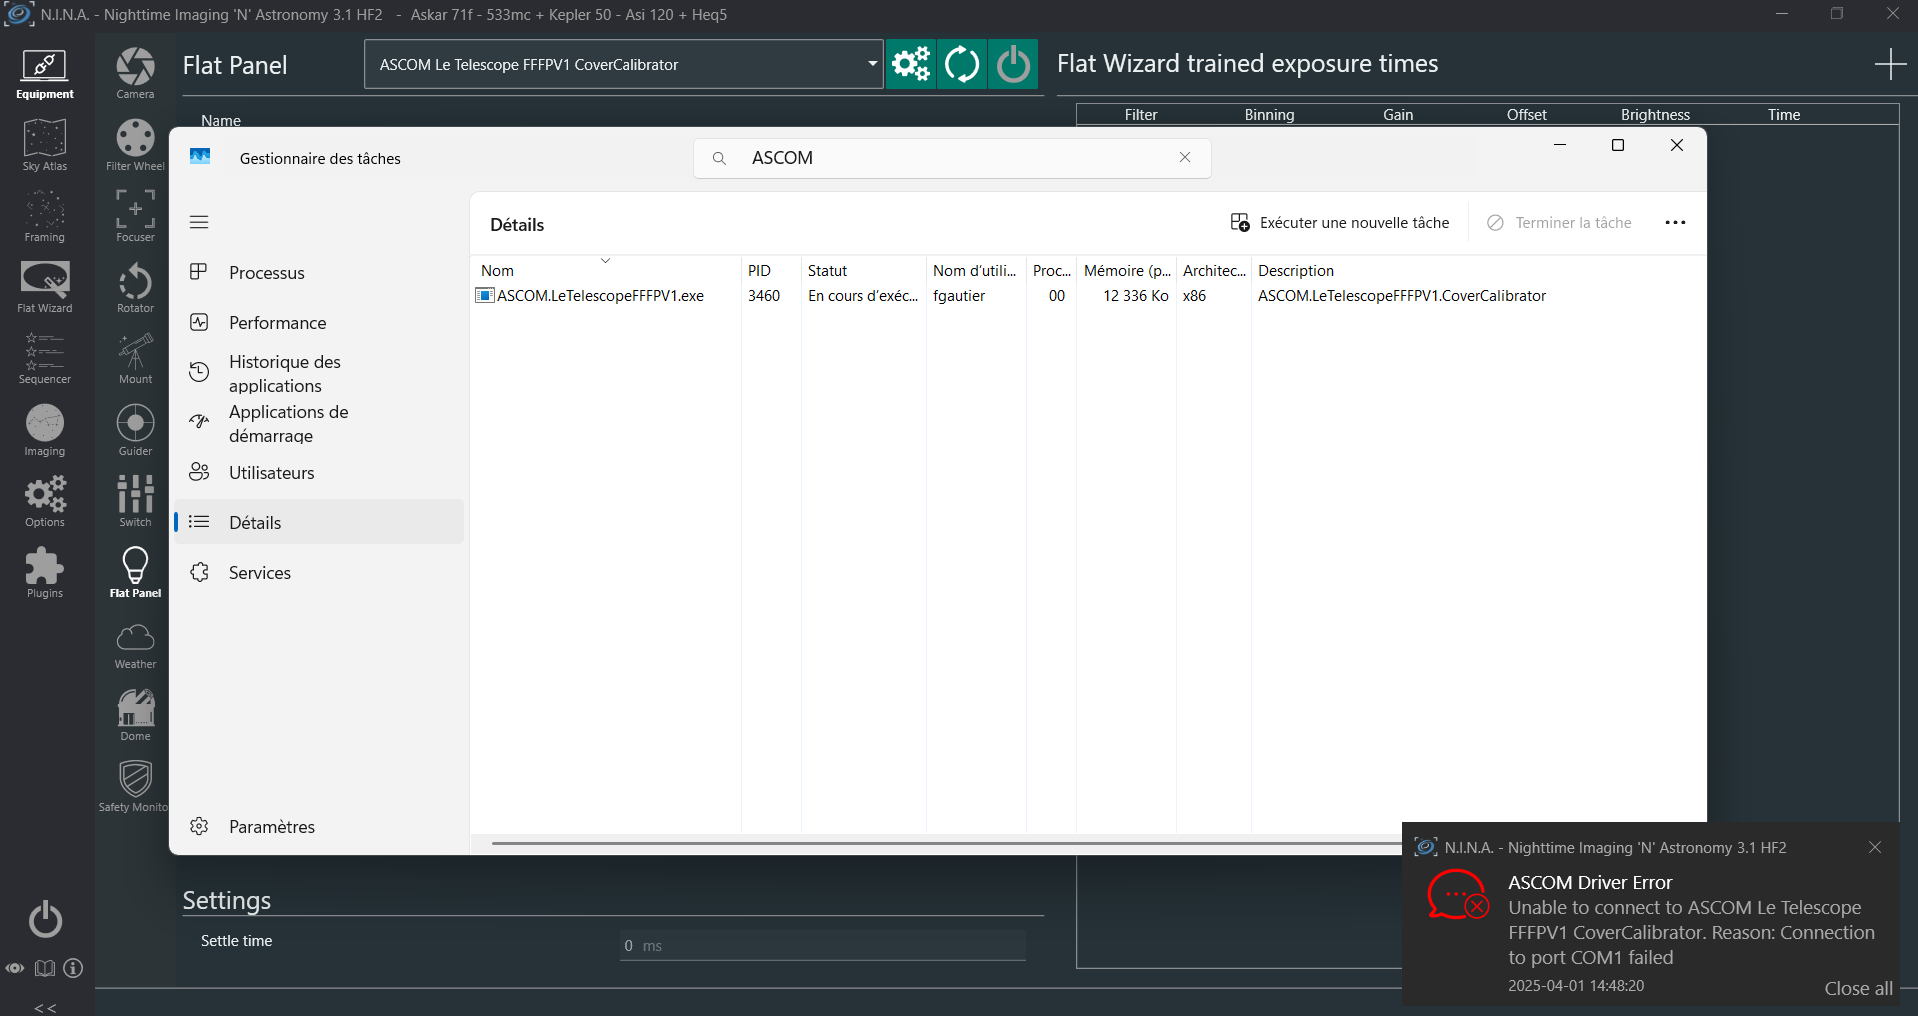 N.I.N.A. - Nighttime Imaging 'N' Astronomy 3.1 HF2 - Askar 71f - 533mc + Kepler 50 - Asi 120 + Heq5
Equipment
Sky Atlas
Framing
Flat Wizard
Sequencer
Imaging
Options
Plugins
<<
Camera
Filter Wheel
Focuser
Rotator
Mount
Guider
Switch
Flat Panel
Weather
Dome
Safety Monito
Flat Panel
ASCOM Le Telescope FFFPV1 CoverCalibrator
Name
Flat Wizard trained exposure times
Filter Binning Gain Offset Brightness Time
Gestionnaire des tâches
ASCOM
Processus
Performance
Historique des
applications
Applications de
démarrage
Utilisateurs
Détails
Services
Paramètres
Détails
Exécuter une nouvelle tâche
Terminer la tâche
Nom PID Statut Nom d'utili... Proc... Mémoire (p... Architec... Description
ASCOM.LeTelescopeFFFPV1.exe 3460 En cours d'exéc... fgautier 00 12 336 Ko x86 ASCOM.LeTelescopeFFFPV1.CoverCalibrator
Settings
Settle time
0 ms
N.I.N.A. - Nighttime Imaging 'N' Astronomy 3.1 HF2
ASCOM Driver Error
Unable to connect to ASCOM Le Telescope
FFFPV1 CoverCalibrator. Reason: Connection
to port COM1 failed
2025-04-01 14:48:20
Close all